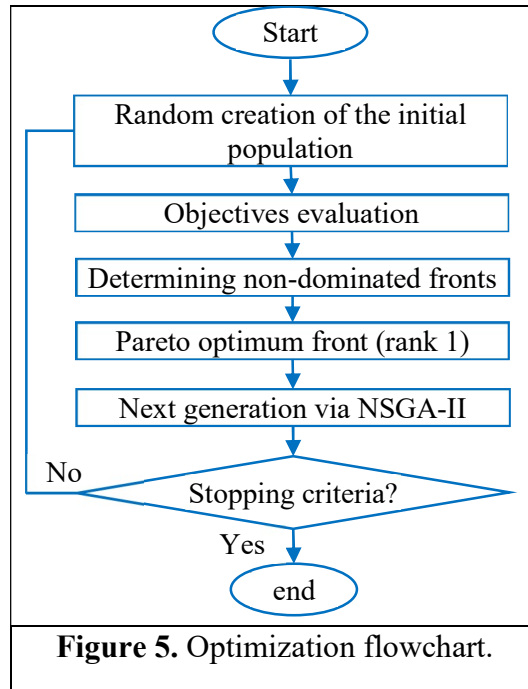 Start
Random creation of the initial
population
Objectives evaluation
Determining non-dominated fronts
Pareto optimum front (rank 1)
Next generation via NSGA-II
No
Stopping criteria?
Yes
end
Figure 5. Optimization flowchart.